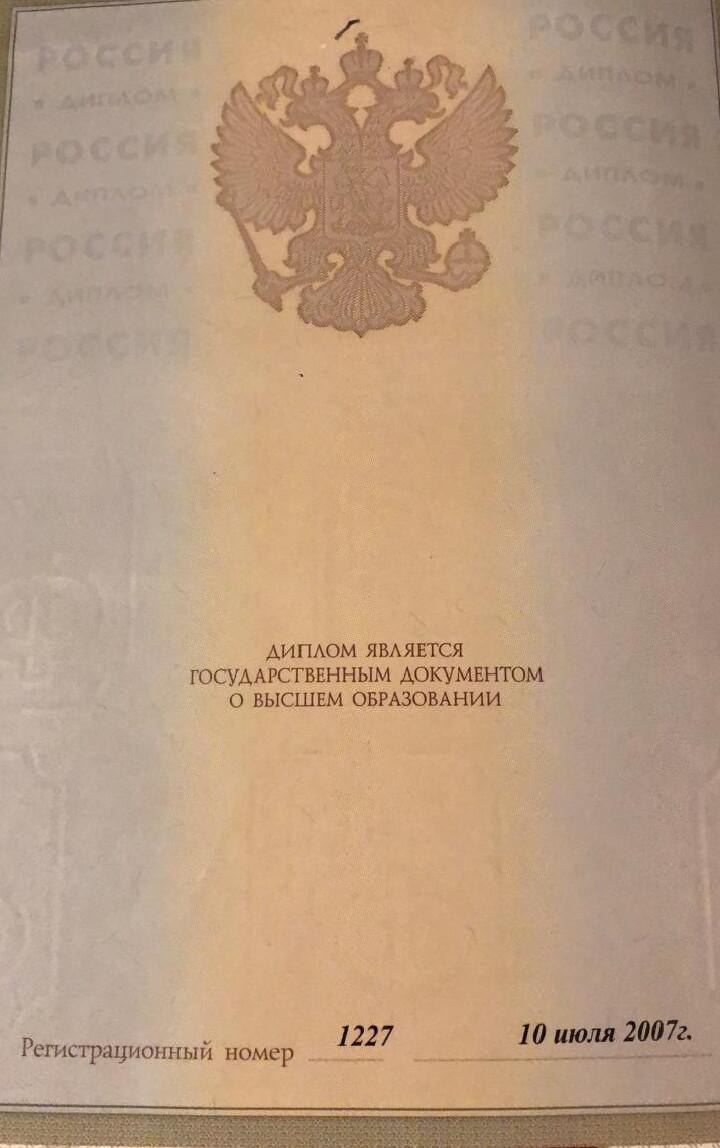 РОССИЯ РОССИЯ
• ДИПЛОМ • • ДИПЛОМ •
РОССИЯ РОССИЯ
• ДИПЛОМ • • ДИПЛОМ •
РОССИЯ РОССИЯ
• ДИПЛОМ • • ДИПЛОМ •
РОССИЯ РОССИЯ
ДИПЛОМ ЯВЛЯЕТСЯ
ГОСУДАРСТВЕННЫМ ДОКУМЕНТОМ
О ВЫСШЕМ ОБРАЗОВАНИИ
Регистрационный номер 1227 10 июля 2007г.